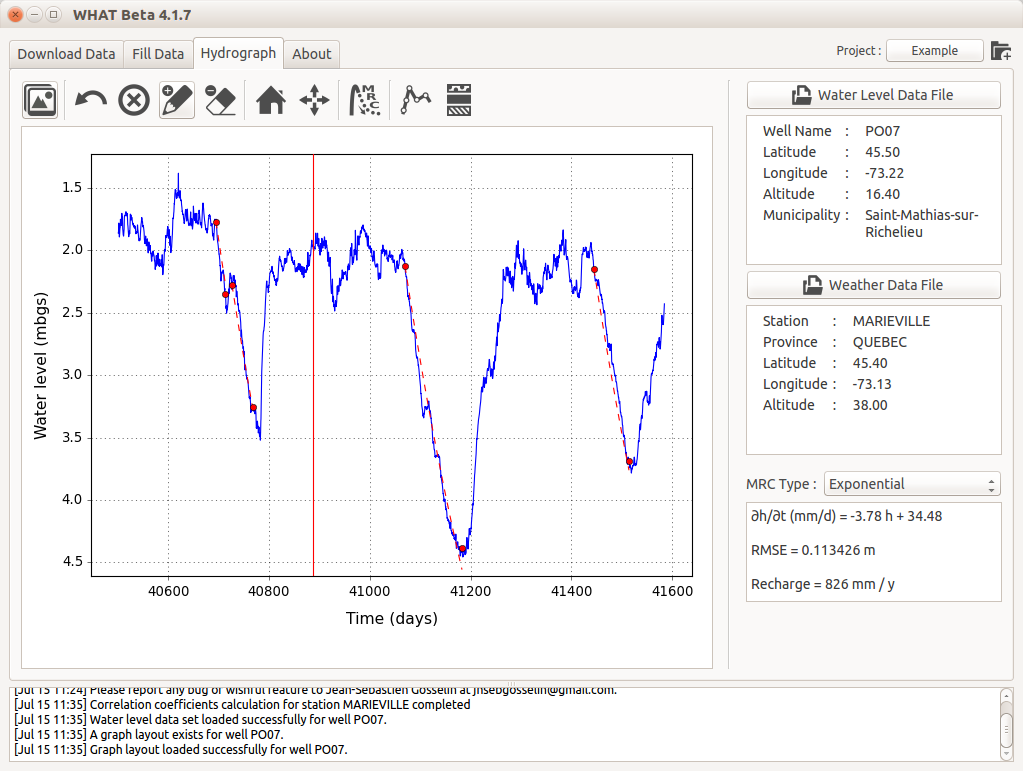 WHAT Beta 4.1.7
Download Data Fill Data Hydrograph About
Project : Example
MRC
Water Level Data File
Well Name : PO07
Latitude : 45.50
Longitude : -73.22
Altitude : 16.40
Municipality : Saint-Mathias-sur-
Richelieu
Weather Data File
Station : MARIEVILLE
Province : QUEBEC
Latitude : 45.40
Longitude : -73.13
Altitude : 38.00
MRC Type : Exponential
∂h/∂t (mm/d) = -3.78 h + 34.48
RMSE = 0.113426 m
Recharge = 826 mm / y
Water level (mbgs)
1.5
2.0
2.5
3.0
3.5
4.0
4.5
40600 40800 41000 41200 41400 41600
Time (days)
[Jul 15 11:24] Please report any bug or wishful feature to Jean-Sebastien Gosselin at jnsebgosselin@gmail.com.
[Jul 15 11:35] Correlation coefficients calculation for station MARIEVILLE completed
[Jul 15 11:35] Water level data set loaded successfully for well PO07.
[Jul 15 11:35] A graph layout exists for well PO07.
[Jul 15 11:35] Graph layout loaded successfully for well PO07.